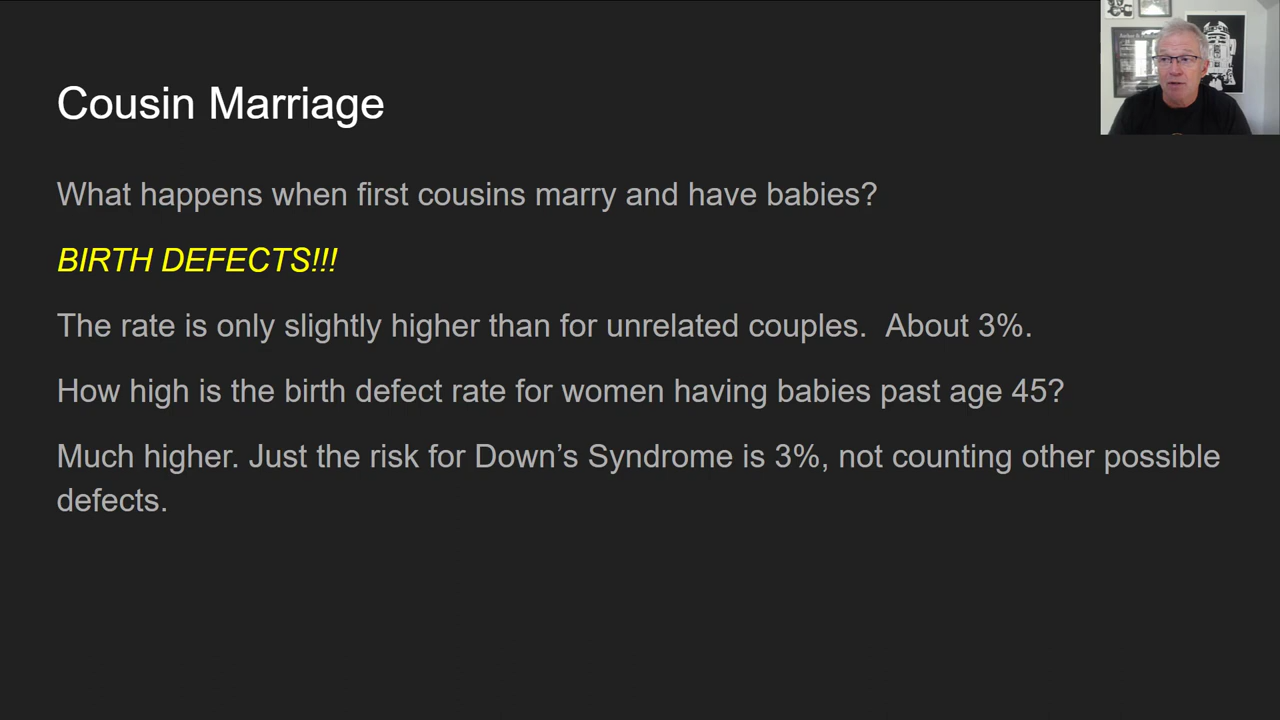 Cousin Marriage
What happens when first cousins marry and have babies?
BIRTH DEFECTS!!!
The rate is only slightly higher than for unrelated couples.  About 3%.
How high is the birth defect rate for women having babies past age 45?
Much higher. Just the risk for Down’s Syndrome is 3%, not counting other possible
defects.